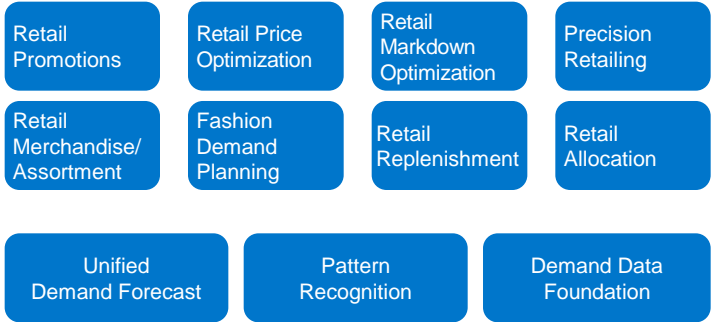 Retail
Promotions
Retail Price
Optimization
Retail
Markdown
Optimization
Precision
Retailing
Retail
Merchandise/
Assortment
Fashion
Demand
Planning
Retail
Replenishment
Retail
Allocation
Unified
Demand Forecast
Pattern
Recognition
Demand Data
Foundation